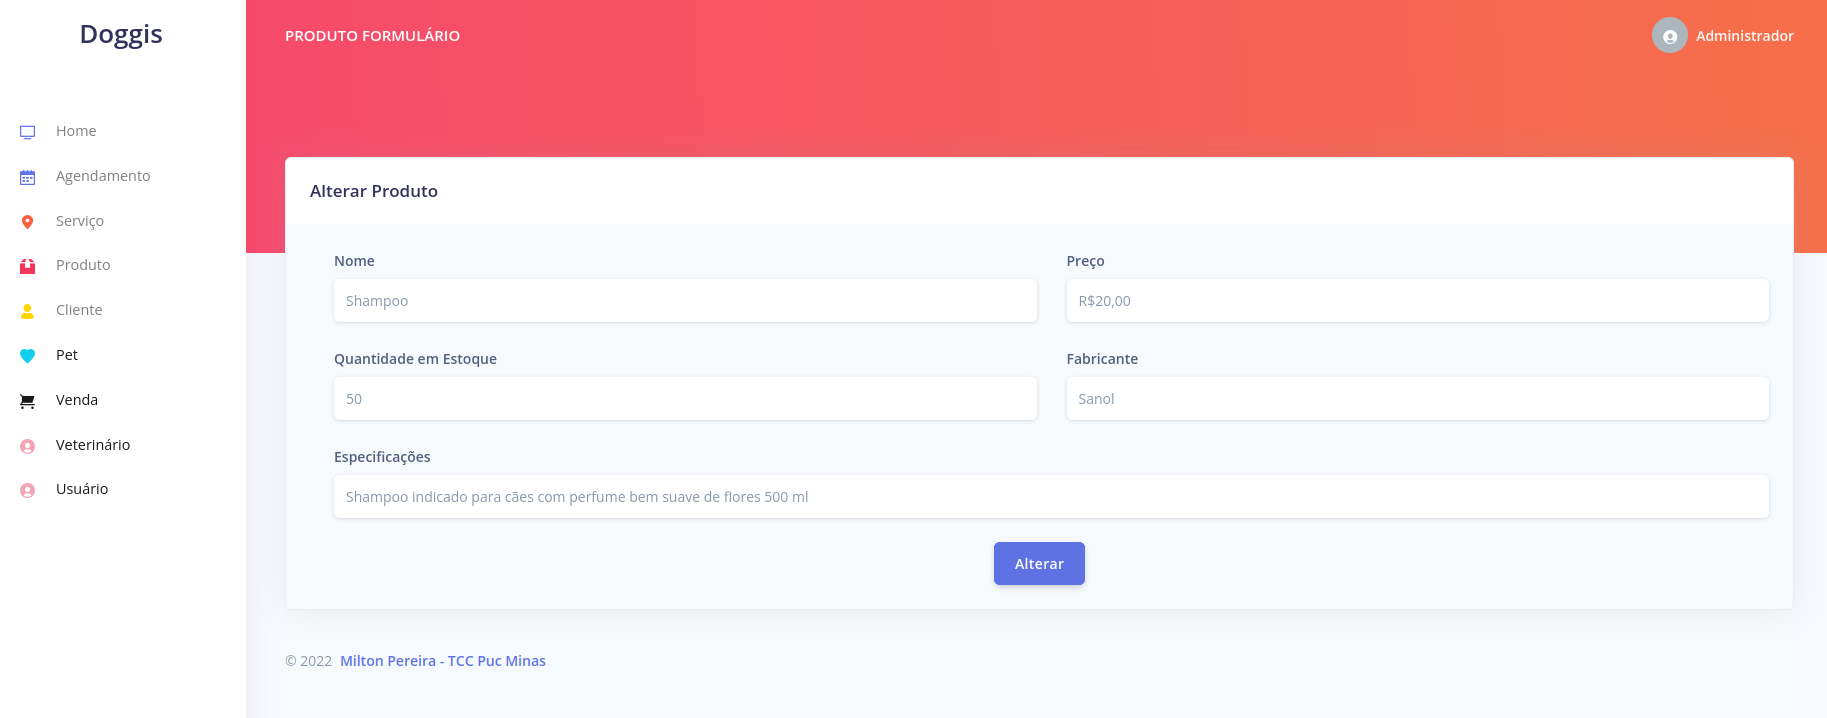 Doggis
PRODUTO FORMULÁRIO
Administrador
Home
Agendamento
Serviço
Produto
Cliente
Pet
Venda
Veterinário
Usuário
Alterar Produto
Nome
Preço
Shampoo
R$20,00
Quantidade em Estoque
Fabricante
50
Sanol
Especificações
Shampoo indicado para cães com perfume bem suave de flores 500 ml
Alterar
© 2022 Milton Pereira - TCC Puc Minas